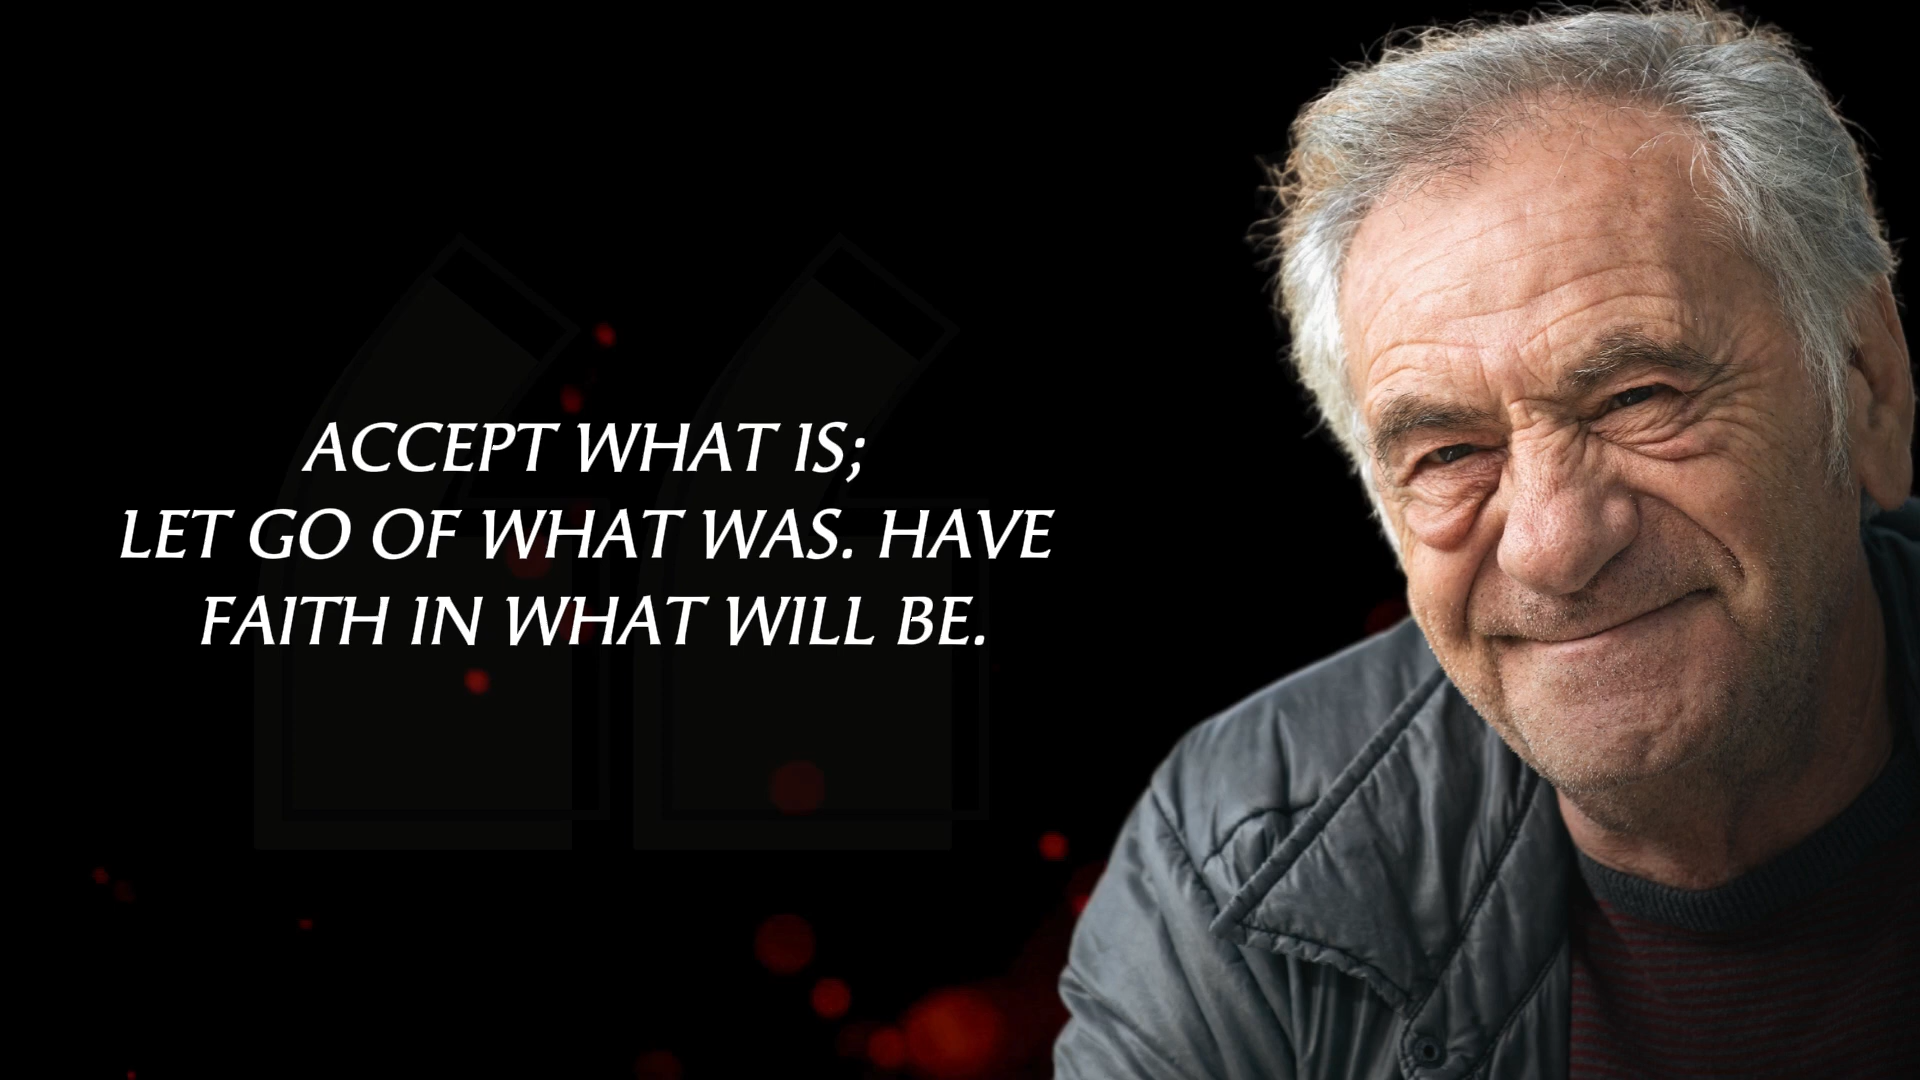 ACCEPT WHAT IS;
LET GO OF WHAT WAS. HAVE
FAITH IN WHAT WILL BE.